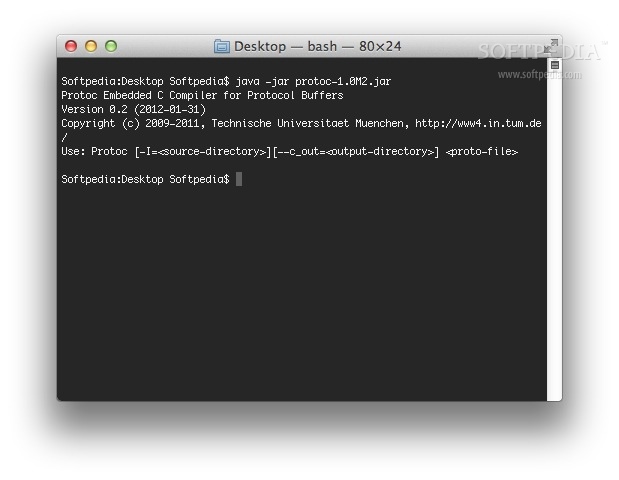 Desktop — bash — 80×24
SOFTPEDIA™
www.softpedia.com
Softpedia:Desktop Softpedia$ java -jar protoc-1.0M2.jar
Protoc Embedded C Compiler for Protocol Buffers
Version 0.2 (2012-01-31)
Copyright (c) 2009-2011, Technische Universitaet Muenchen, http://www4.in.tum.de
/
Use: Protoc [-I=<source-directory>][--c_out=<output-directory>] <proto-file>
Softpedia:Desktop Softpedia$